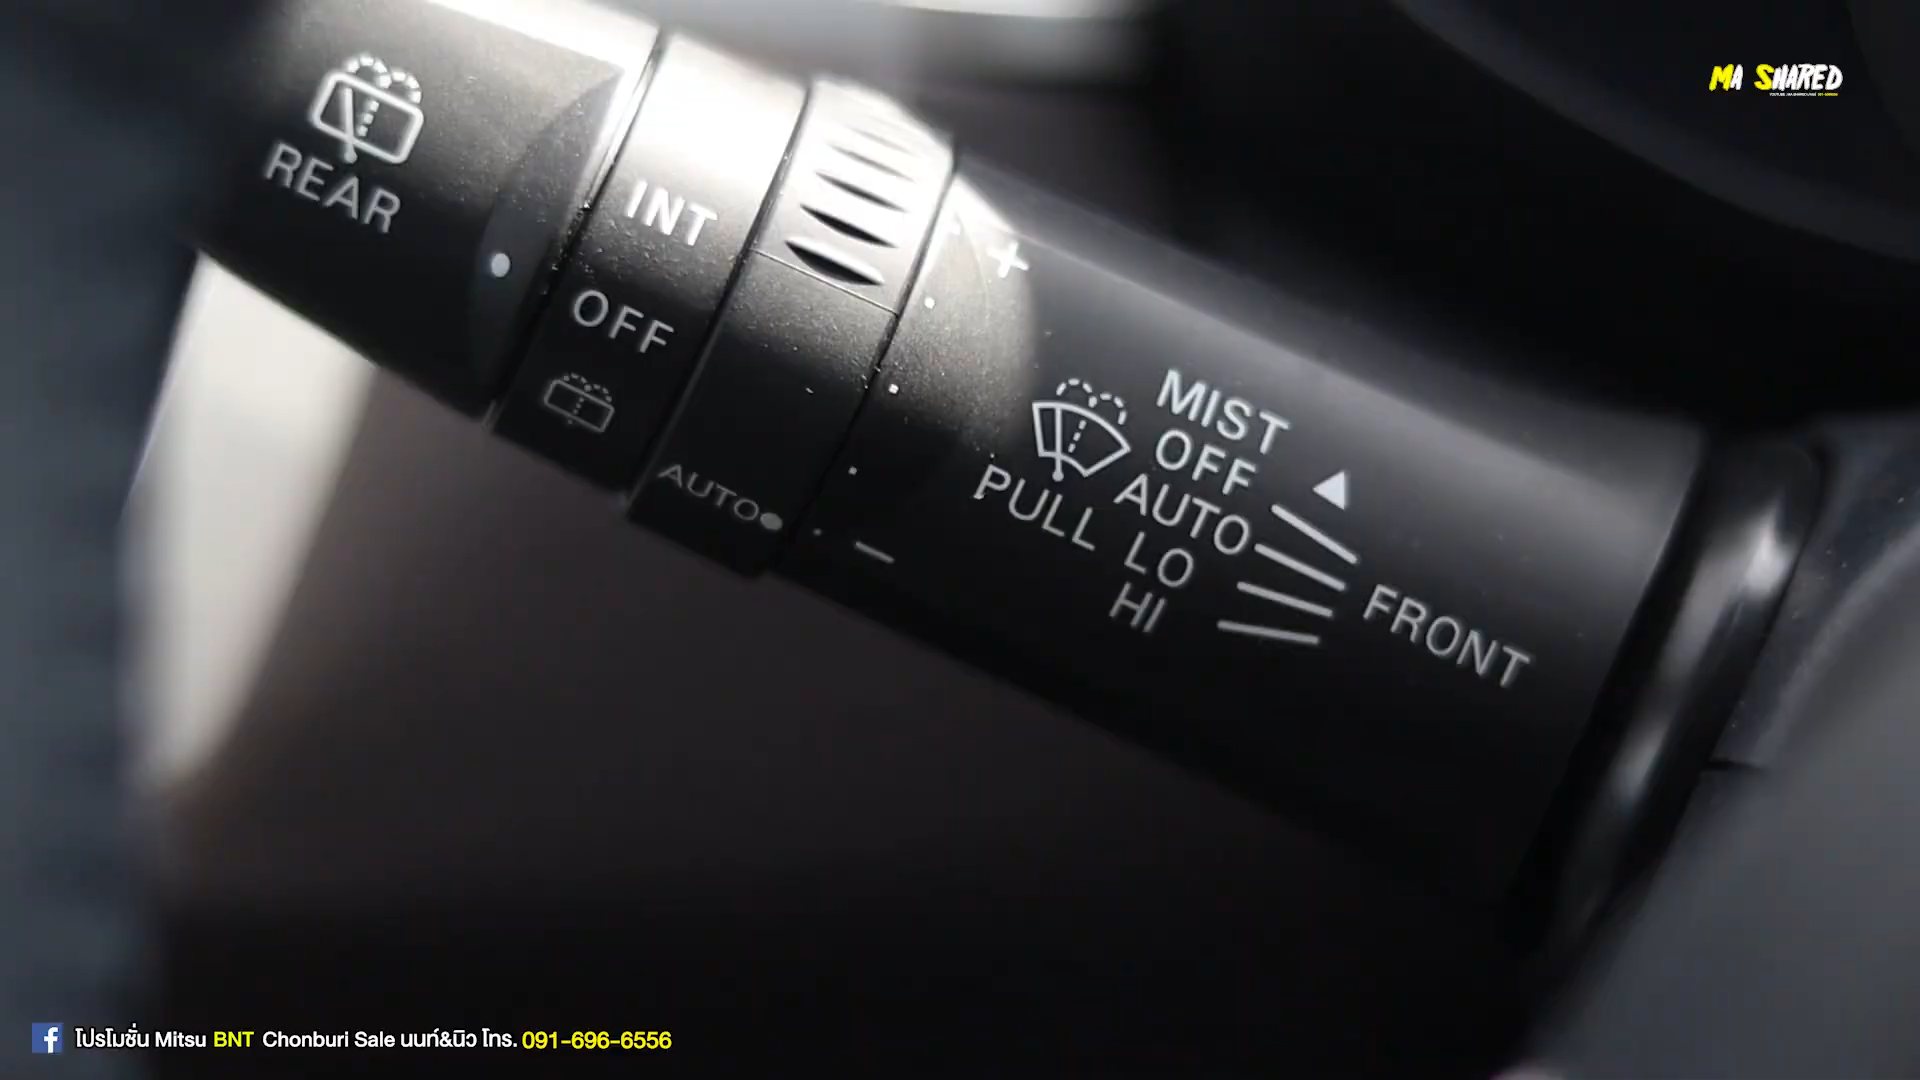 MA SHARED
REAR
INT
OFF
AUTO
+
-
MIST
OFF
AUTO
PULL LO
HI
FRONT
โปรโมชั่น Mitsu BNT Chonburi Sale นนท์&นิว โทร. 091-696-6556